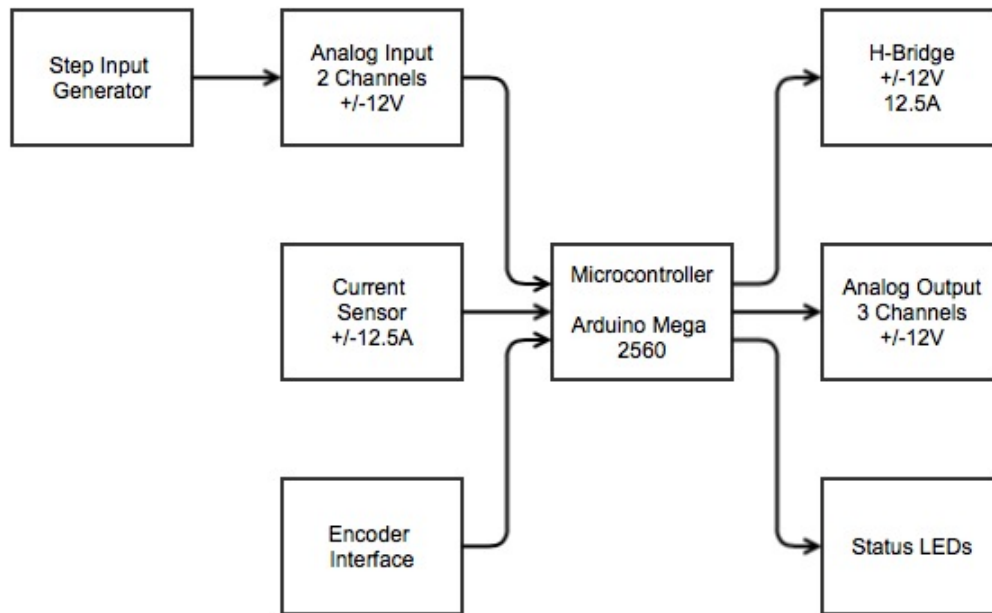 Step Input
Generator
Analog Input
2 Channels
+/-12V
H-Bridge
+/-12V
12.5A
Current
Sensor
+/-12.5A
Microcontroller
Arduino Mega
2560
Analog Output
3 Channels
+/-12V
Encoder
Interface
Status LEDs